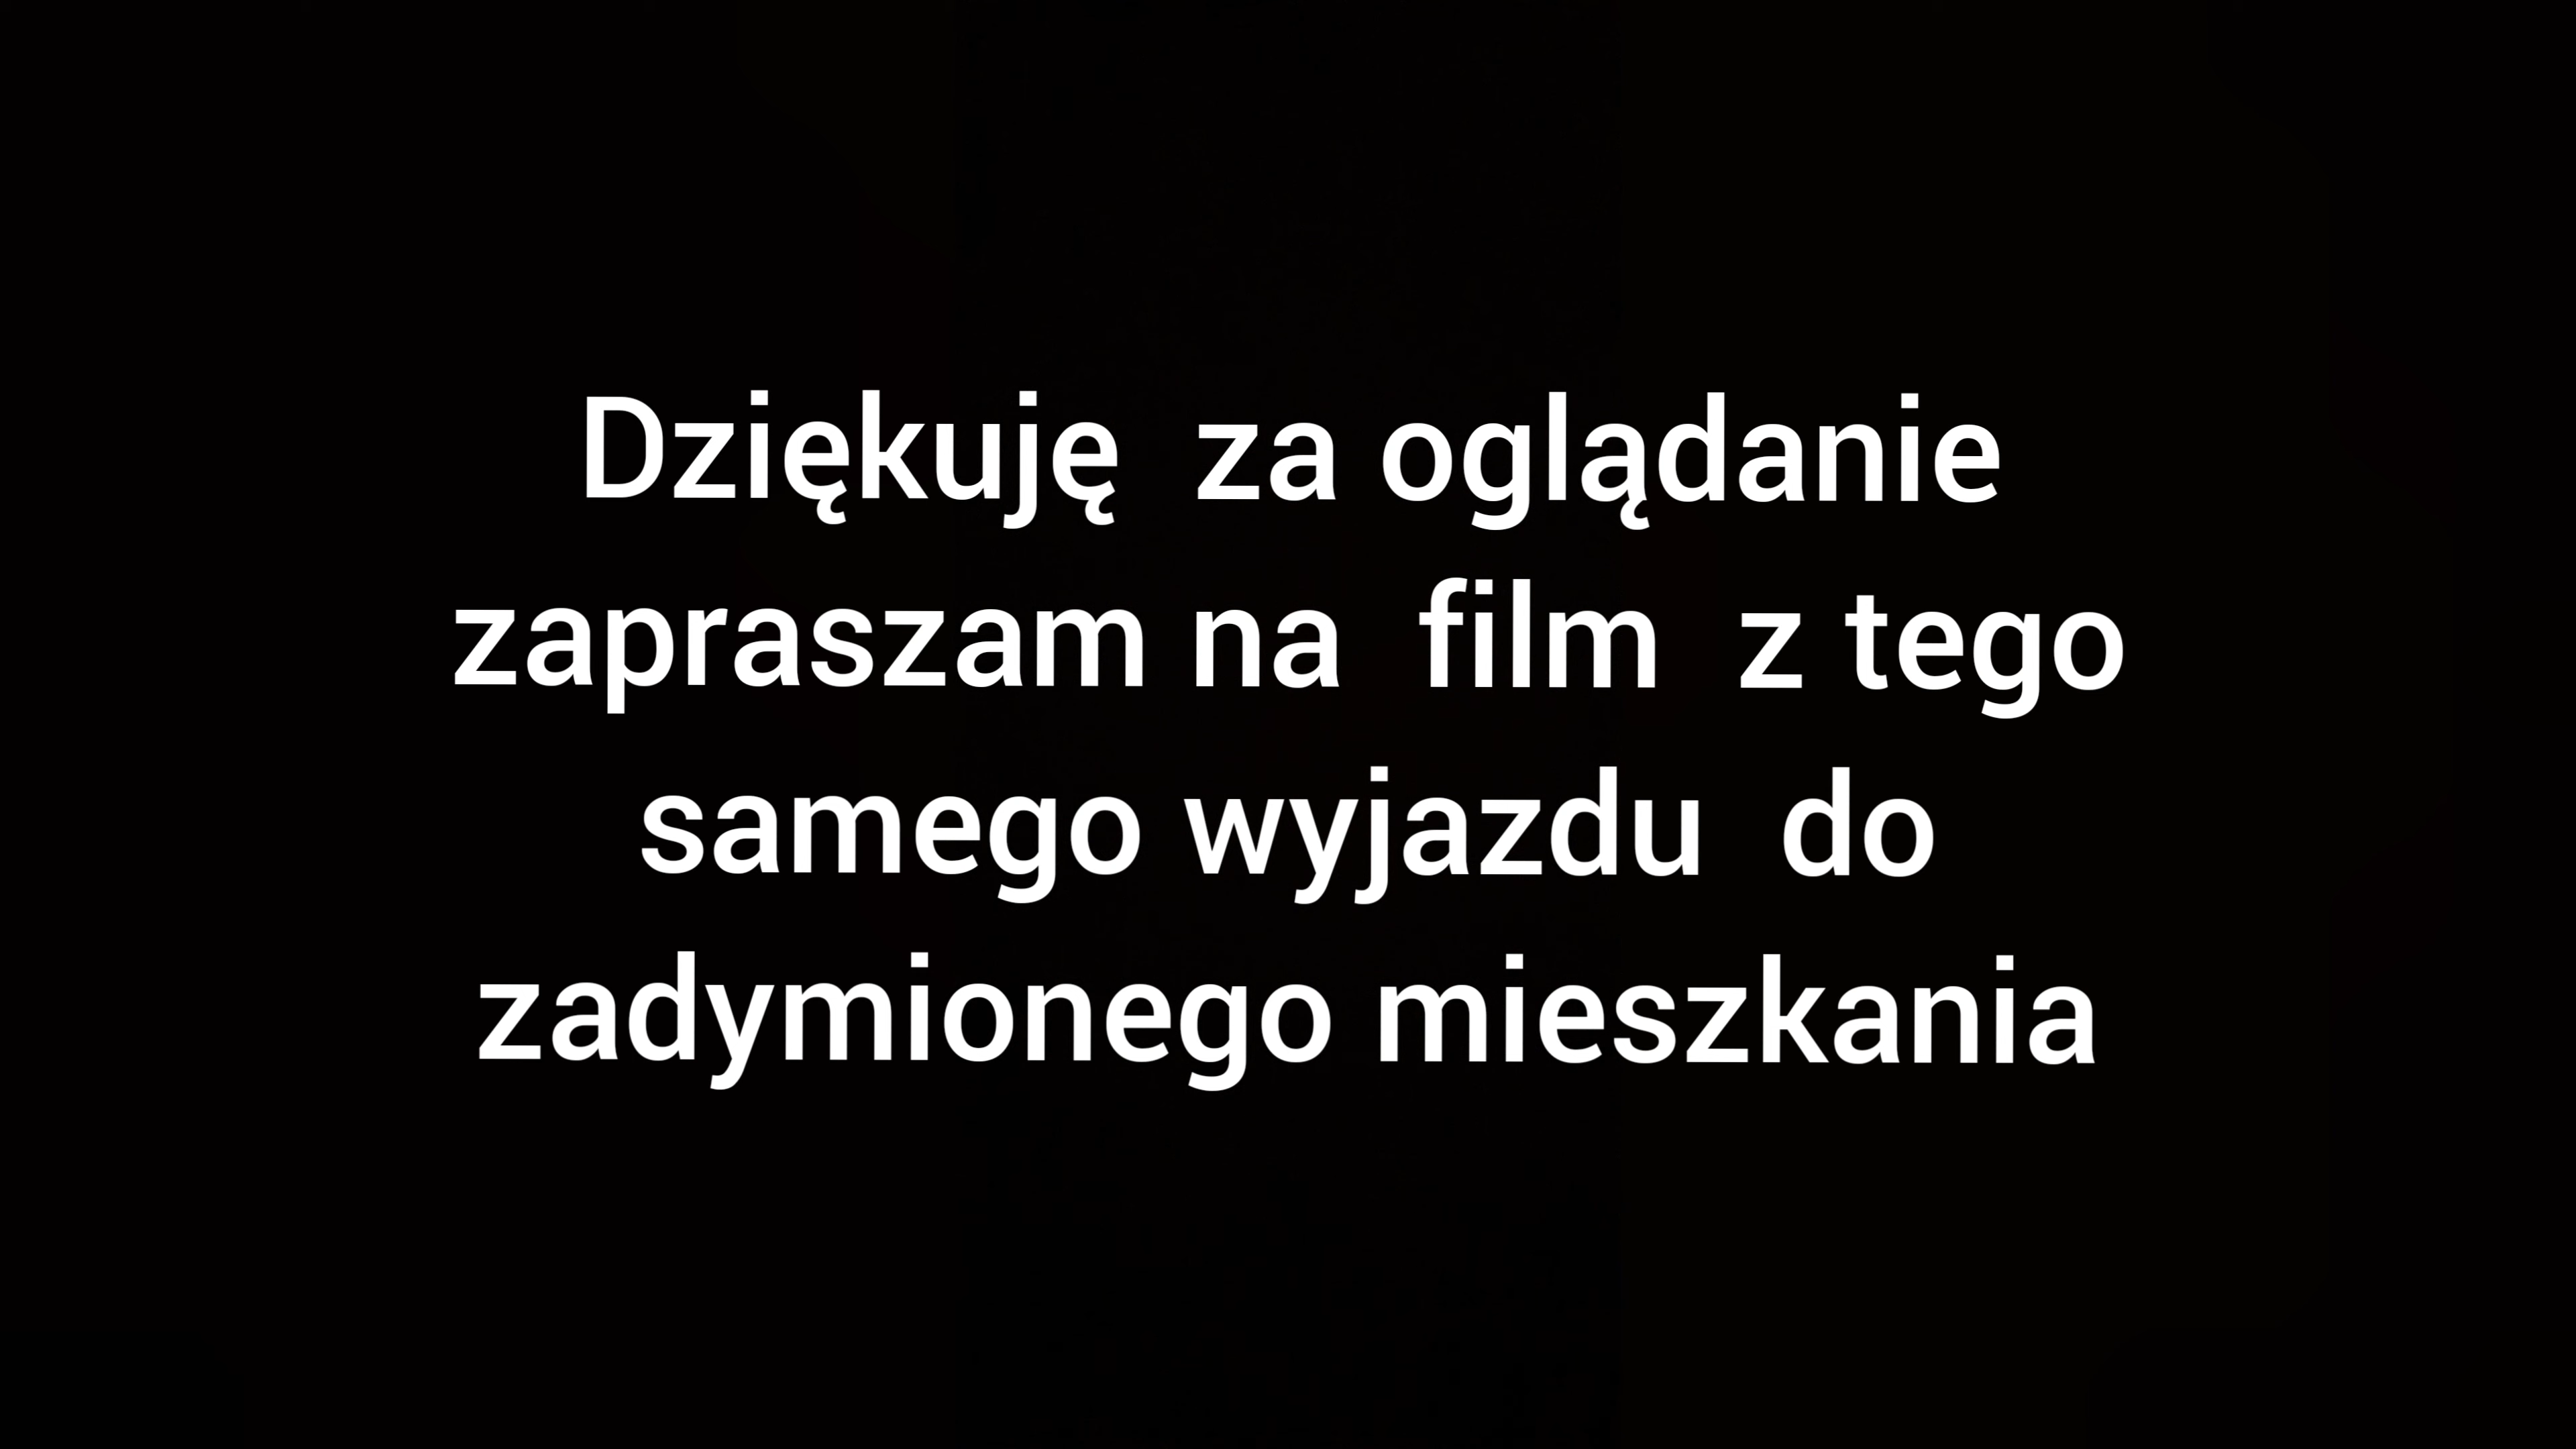 Dziękuję  za oglądanie
zapraszam na  film  z tego
samego wyjazdu  do
zadymionego mieszkania